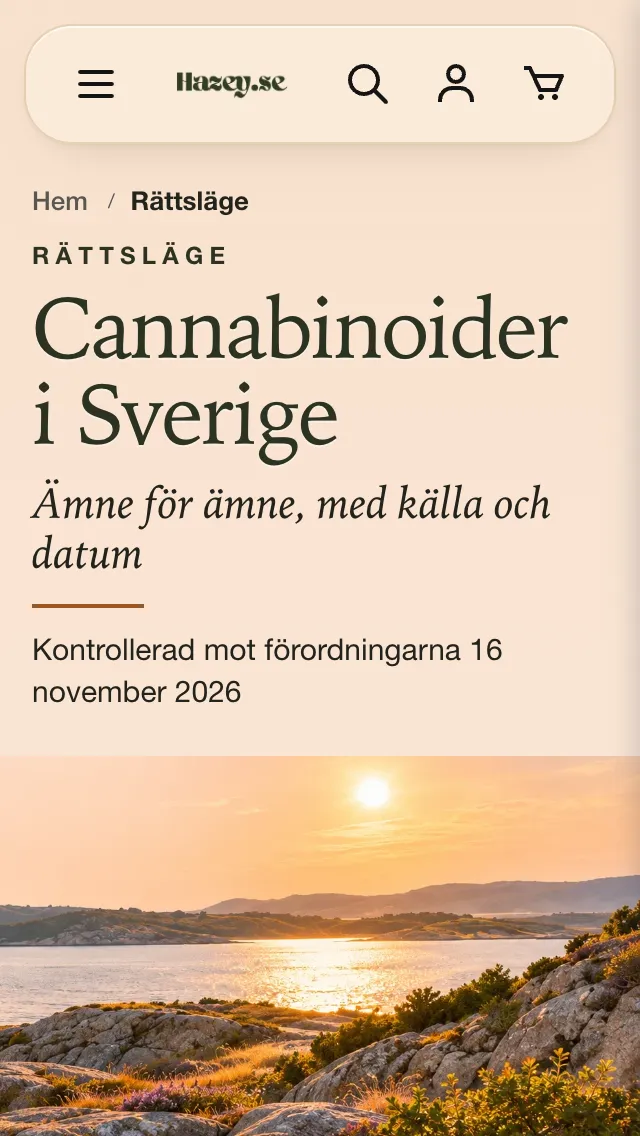 Hazey.se
Hem / Rättsläge
RÄTTSLÄGE
Cannabinoider
i Sverige
Ämne för ämne, med källa och
datum
Kontrollerad mot förordningarna 16
november 2026